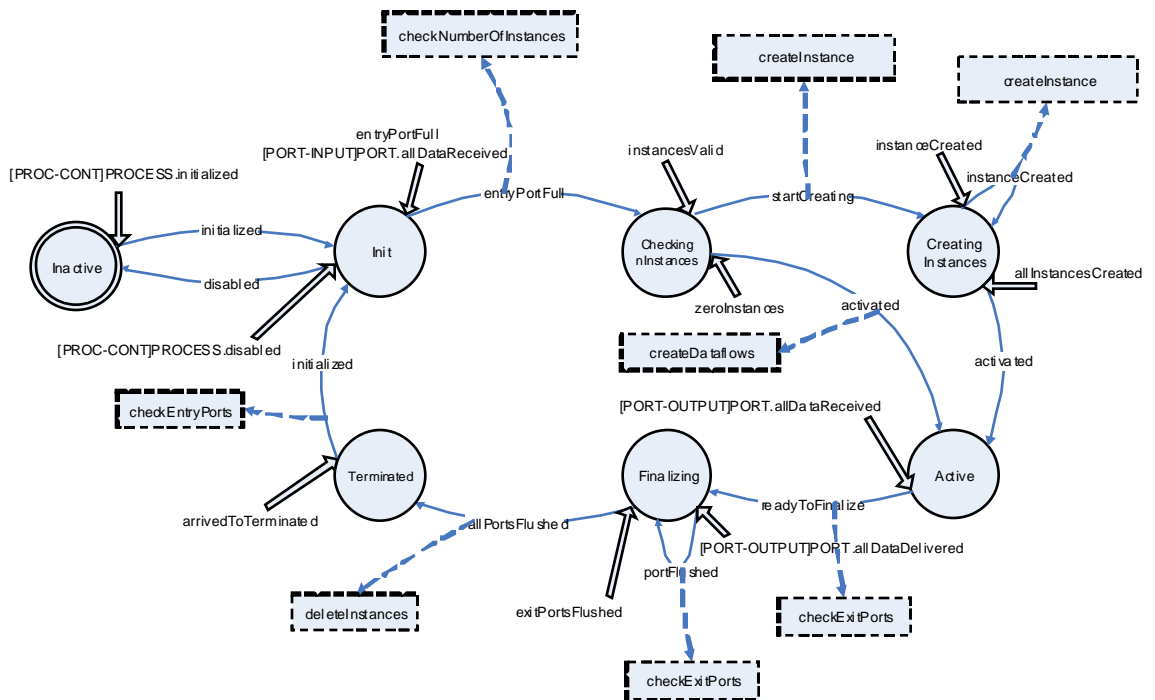 checkNumberOfInstances
createInstance
createInstance
entryPortFull
[PORT-INPUT]PORT.allDataReceived
instancesValid
instanceCreated
[PROC-CONT]PROCESS.initialized
instanceCreated
entryPortFull
startCreating
initialized
Inactive
Init
Checking
nInstances
Creating
Instances
disabled
allInstancesCreated
zeroInstances
activated
[PROC-CONT]PROCESS.disabled
createDataflows
initialized
activated
checkEntryPorts
[PORT-OUTPUT]PORT.allDataReceived
Terminated
Finalizing
Active
readyToFinalize
arrivedToTerminated
allPortsFlushed
[PORT-OUTPUT]PORT.allDataDelivered
portFlushed
deleteInstances
exitPortsFlushed
checkExitPorts
checkExitPorts